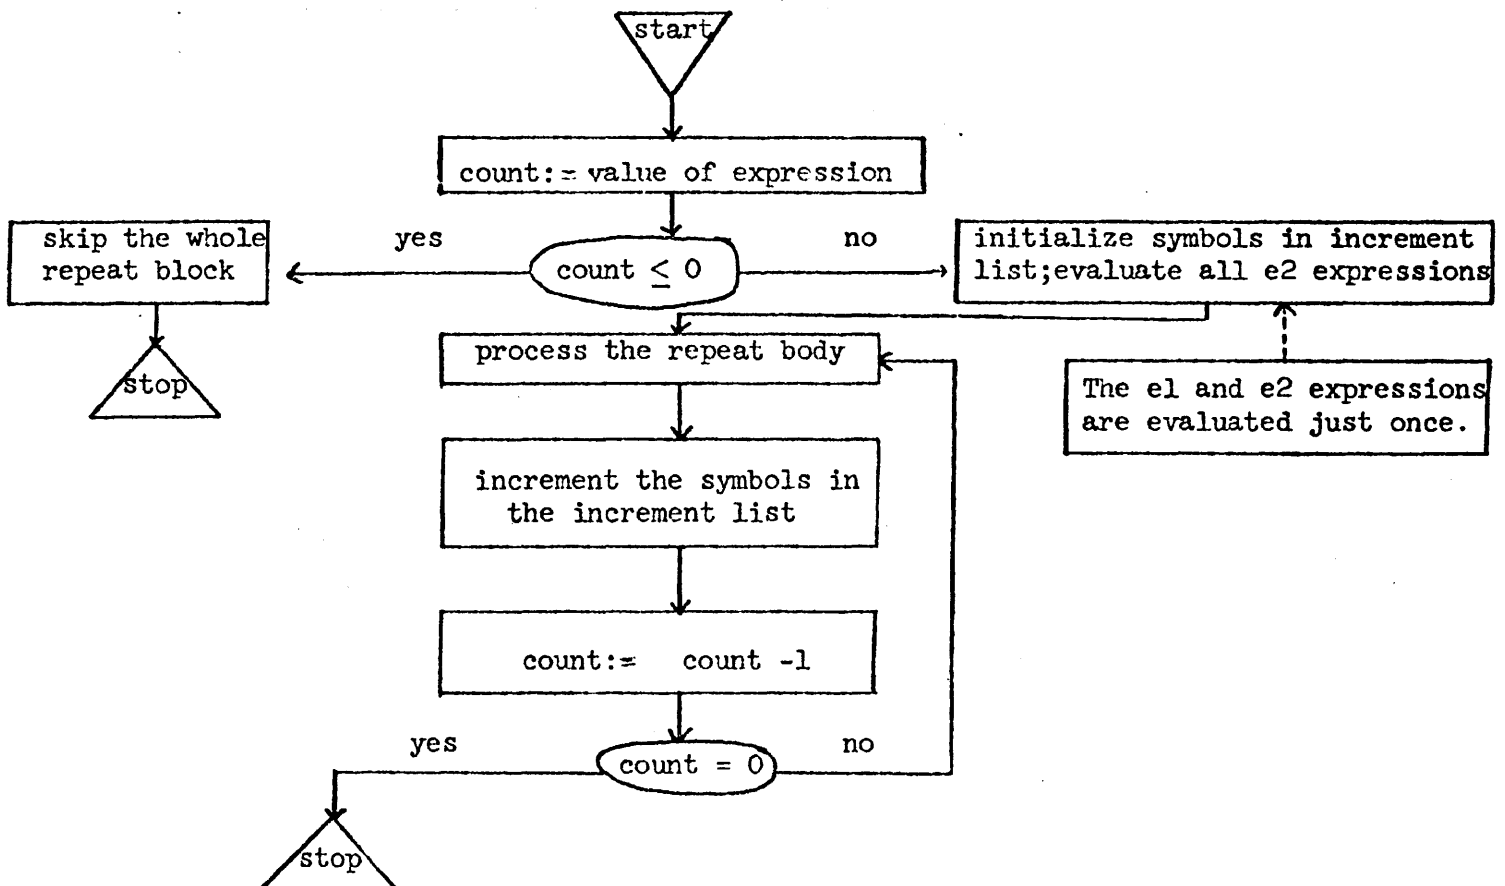 start
count:= value of expression
yes
no
skip the whole
repeat block
count ≤ 0
initialize symbols in increment
list;evaluate all e2 expressions
stop
process the repeat body
The e1 and e2 expressions
are evaluated just once.
increment the symbols in
the increment list
count:= count -1
yes
no
count = 0
stop